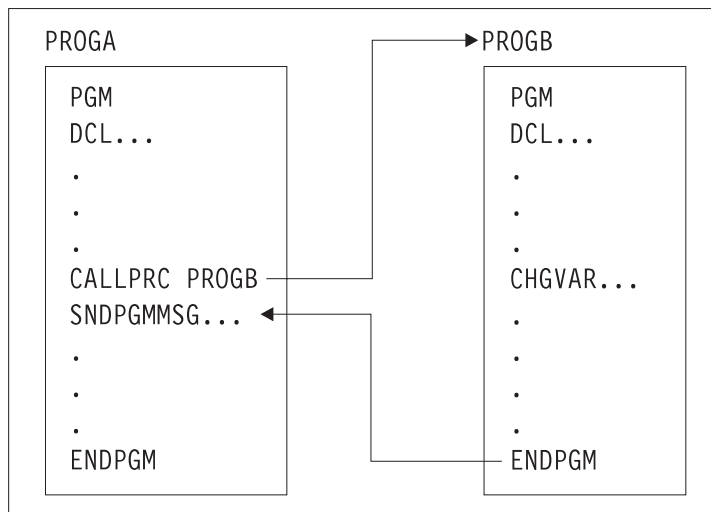 PROGA
PGM
DCL...
.
.
.
CALLPRC PROGB
SNDPGMMSG...
.
.
.
ENDPGM
PROGB
PGM
DCL...
.
.
.
CHGVAR...
.
.
.
.
ENDPGM